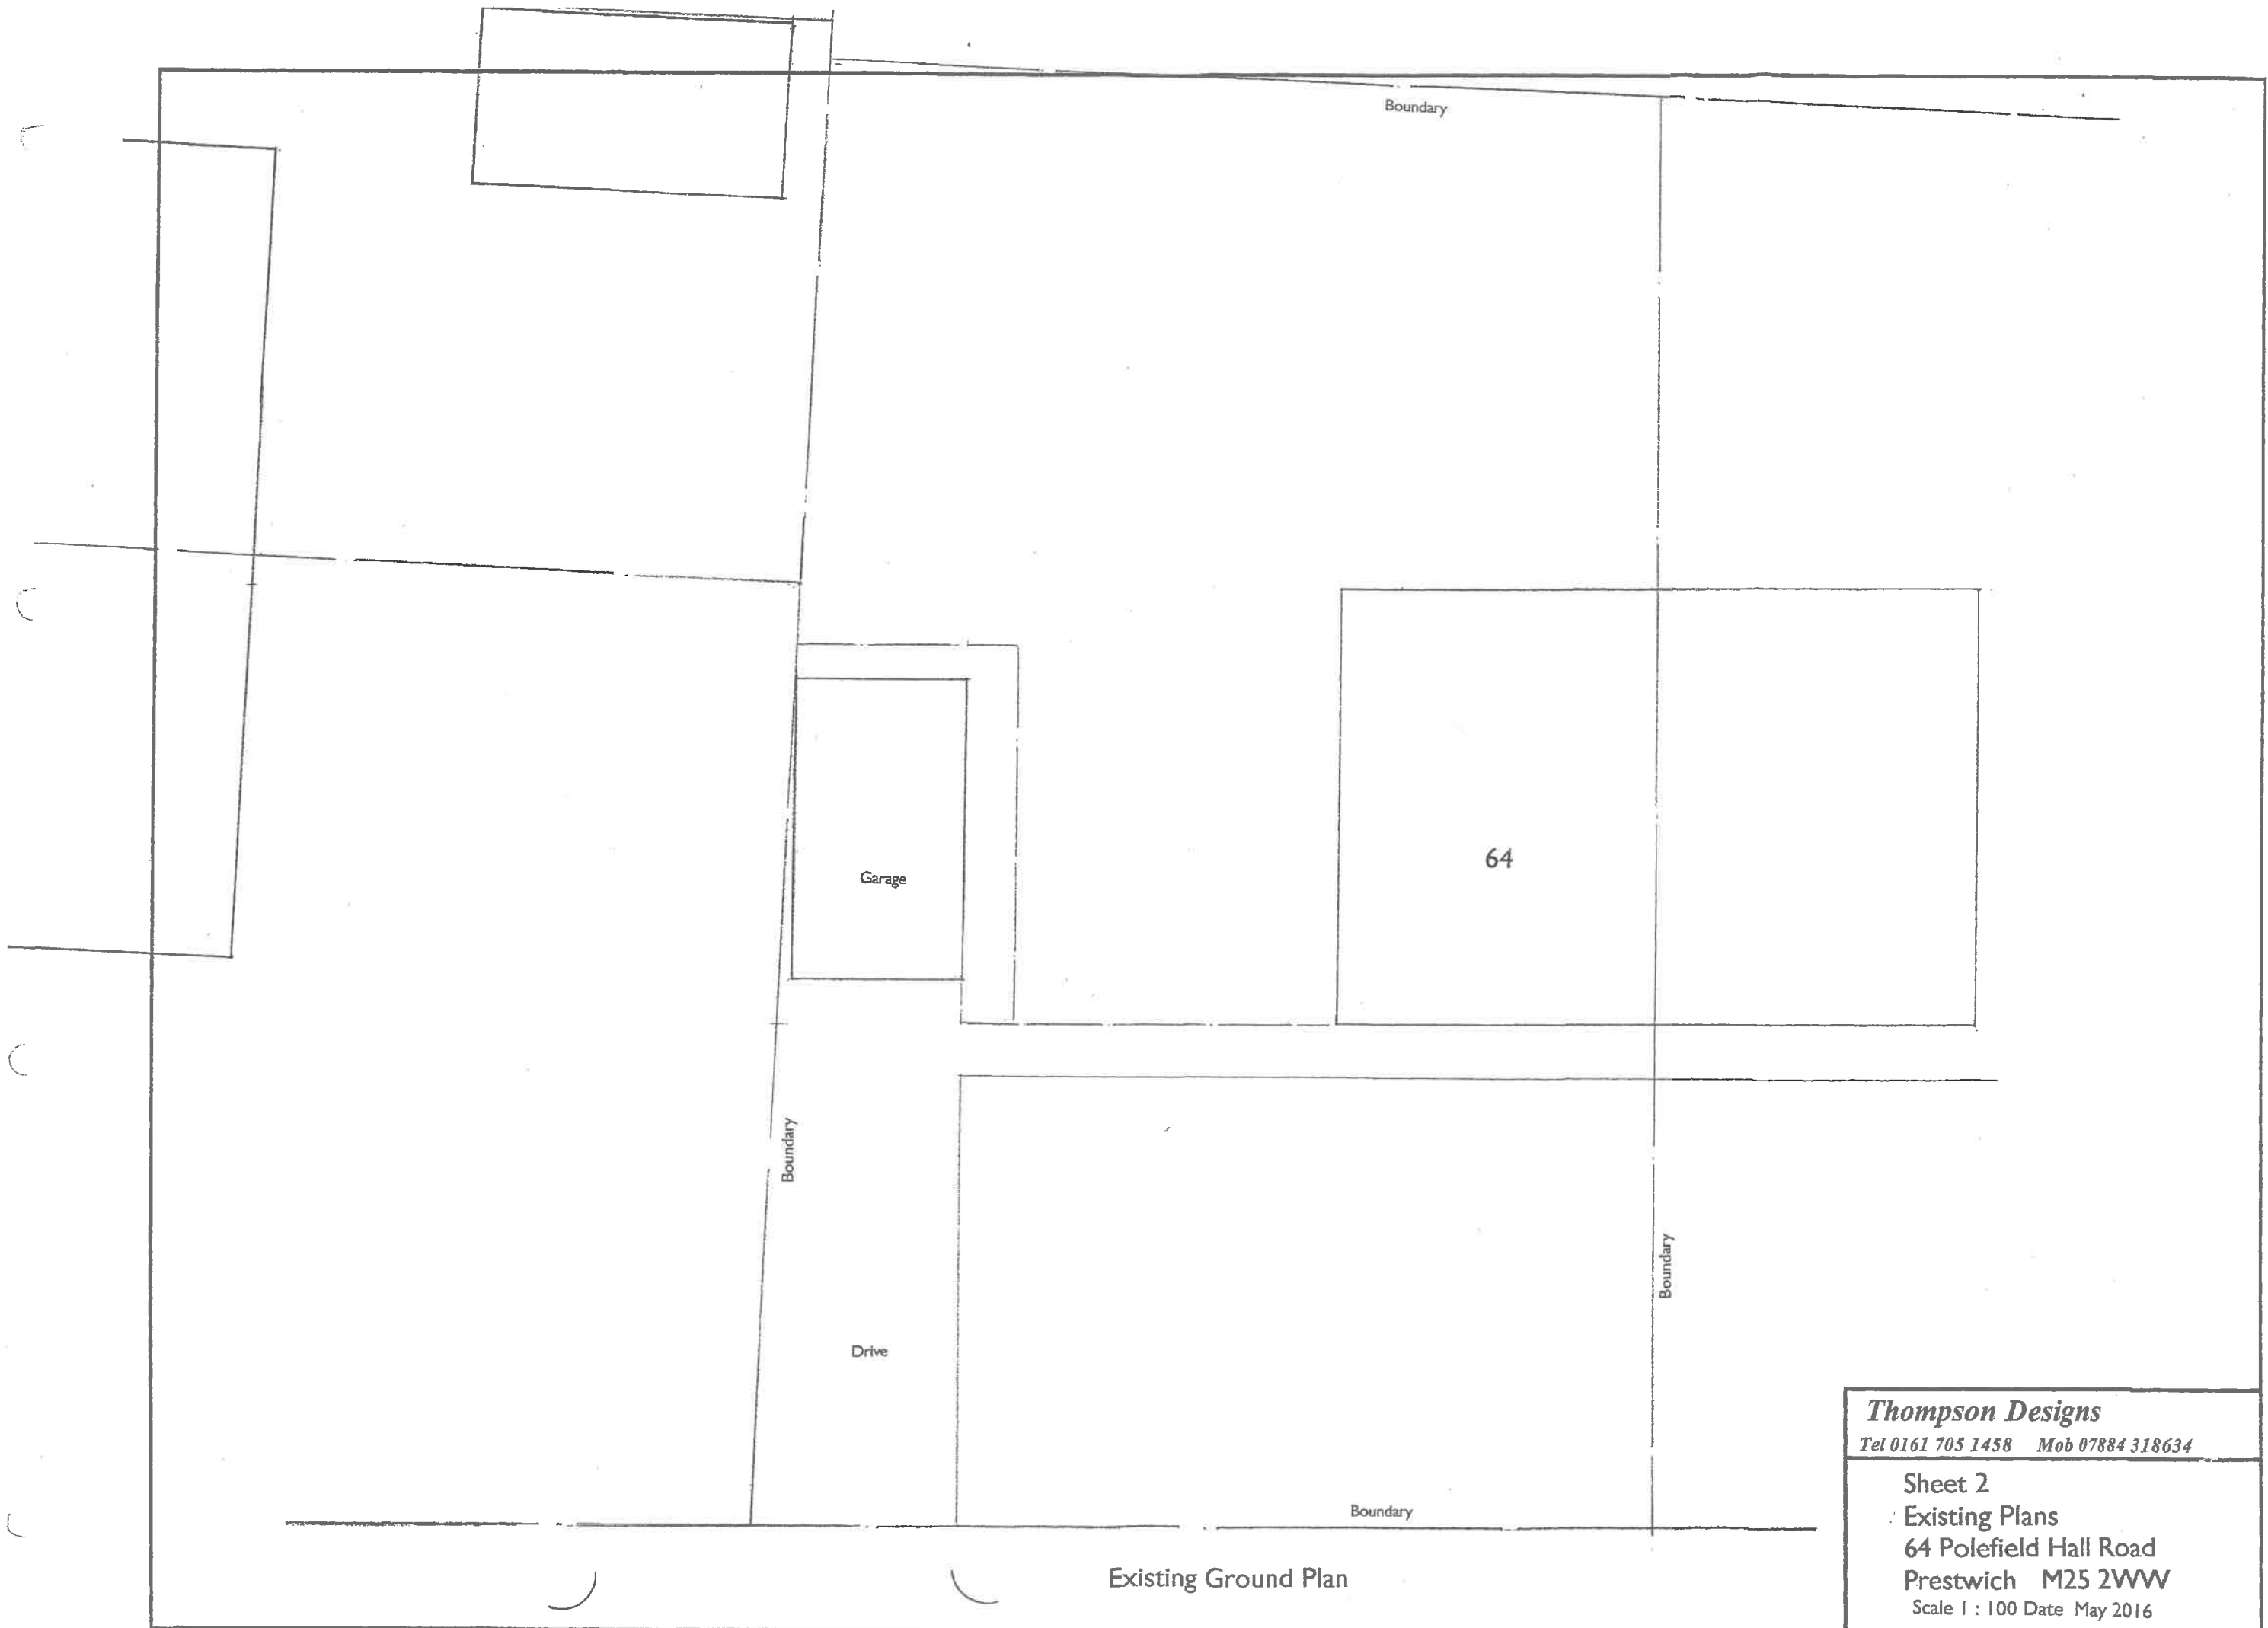 Boundary
64
Garage
Boundary
Boundary
Drive
Boundary
Existing Ground Plan
Thompson Designs
Tel 0161 705 1458 Mob 07884 318634
Sheet 2
Existing Plans
64 Polefield Hall Road
Prestwich M25 2WW
Scale 1 : 100 Date May 2016